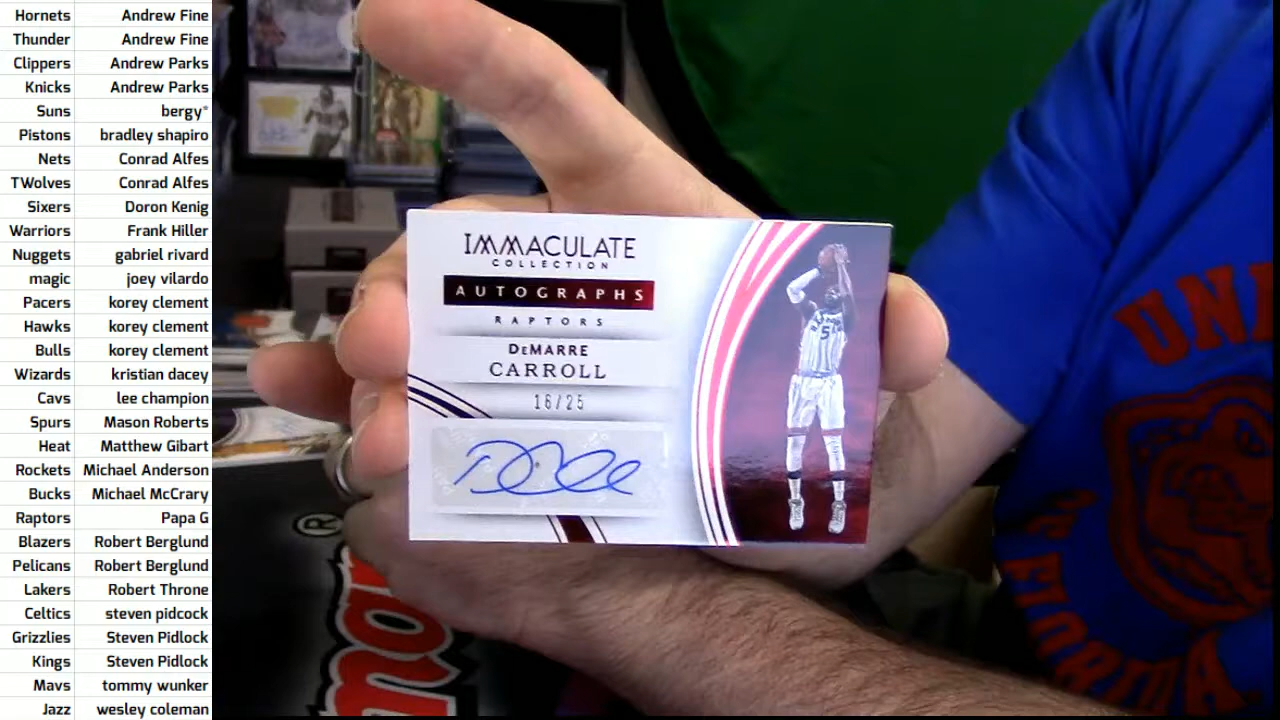 Hornets Andrew Fine
Thunder Andrew Fine
Clippers Andrew Parks
Knicks Andrew Parks
Suns bergy*
Pistons bradley shapiro
Nets Conrad Alfes
TWolves Conrad Alfes
Sixers Doron Kenig
Warriors Frank Hiller
Nuggets gabriel rivard
magic joey vilardo
Pacers korey clement
Hawks korey clement
Bulls korey clement
Wizards kristian dacey
Cavs lee champion
Spurs Mason Roberts
Heat Matthew Gibart
Rockets Michael Anderson
Bucks Michael McCrary
Raptors Papa G
Blazers Robert Berglund
Pelicans Robert Berglund
Lakers Robert Throne
Celtics steven pidcock
Grizzlies Steven Pidlock
Kings Steven Pidlock
Mavs tommy wunker
Jazz wesley coleman
IMMACULATE
COLLECTION
AUTOGRAPHS
RAPTORS
DEMARRE
CARROLL
16/25
5
UNI
OF FLORIDA
®